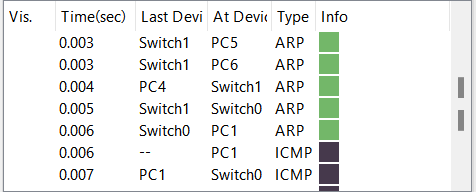 Vis. Time(sec) Last Devi At Devic Type Info
0.003 Switch1 PC5 ARP
0.003 Switch1 PC6 ARP
0.004 PC4 Switch1 ARP
0.005 Switch1 Switch0 ARP
0.006 Switch0 PC1 ARP
0.006 -- PC1 ICMP
0.007 PC1 Switch0 ICMP